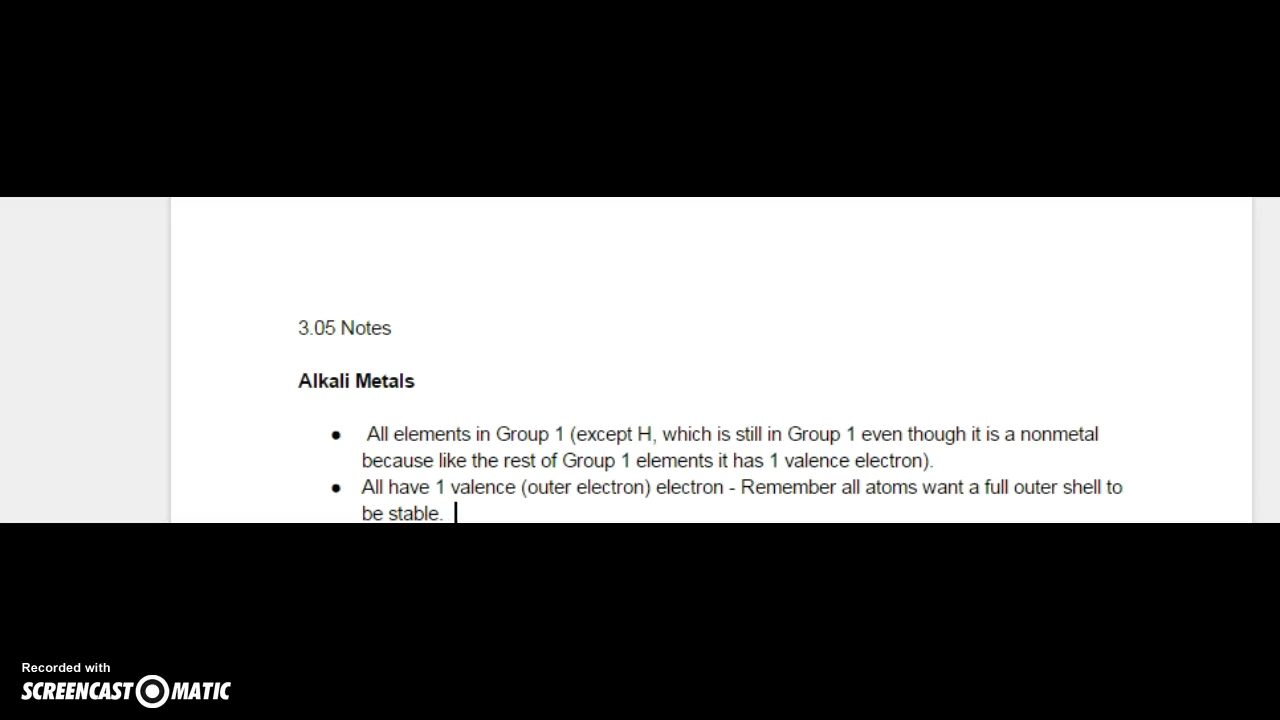 3.05 Notes
Alkali Metals
● All elements in Group 1 (except H, which is still in Group 1 even though it is a nonmetal
because like the rest of Group 1 elements it has 1 valence electron).
● All have 1 valence (outer electron) electron - Remember all atoms want a full outer shell to
be stable.
Recorded with
SCREENCAST MATIC